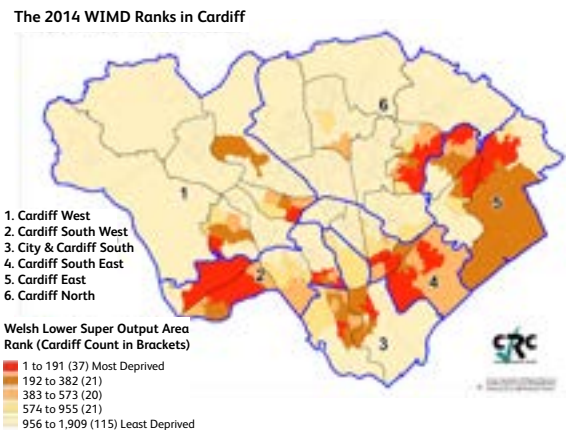 The 2014 WIMD Ranks in Cardiff
6
1
5
2
4
3
1. Cardiff West
2. Cardiff South West
3. City & Cardiff South
4. Cardiff South East
5. Cardiff East
6. Cardiff North
Welsh Lower Super Output Area
Rank (Cardiff Count in Brackets)
1 to 191 (37) Most Deprived
192 to 382 (21)
383 to 573 (20)
574 to 955 (21)
956 to 1,909 (115) Least Deprived
CRC